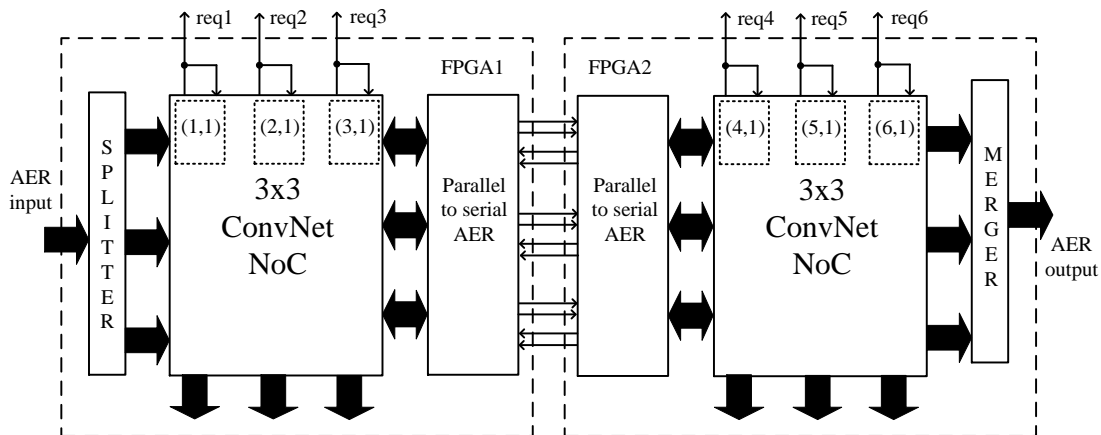 req1
req2
req3
req4
req5
req6
FPGA1
FPGA2
AER
input
SPLITTER
(1,1)
(2,1)
(3,1)
3x3
ConvNet
NoC
Parallel
to serial
AER
Parallel
to serial
AER
(4,1)
(5,1)
(6,1)
3x3
ConvNet
NoC
MERGER
AER
output